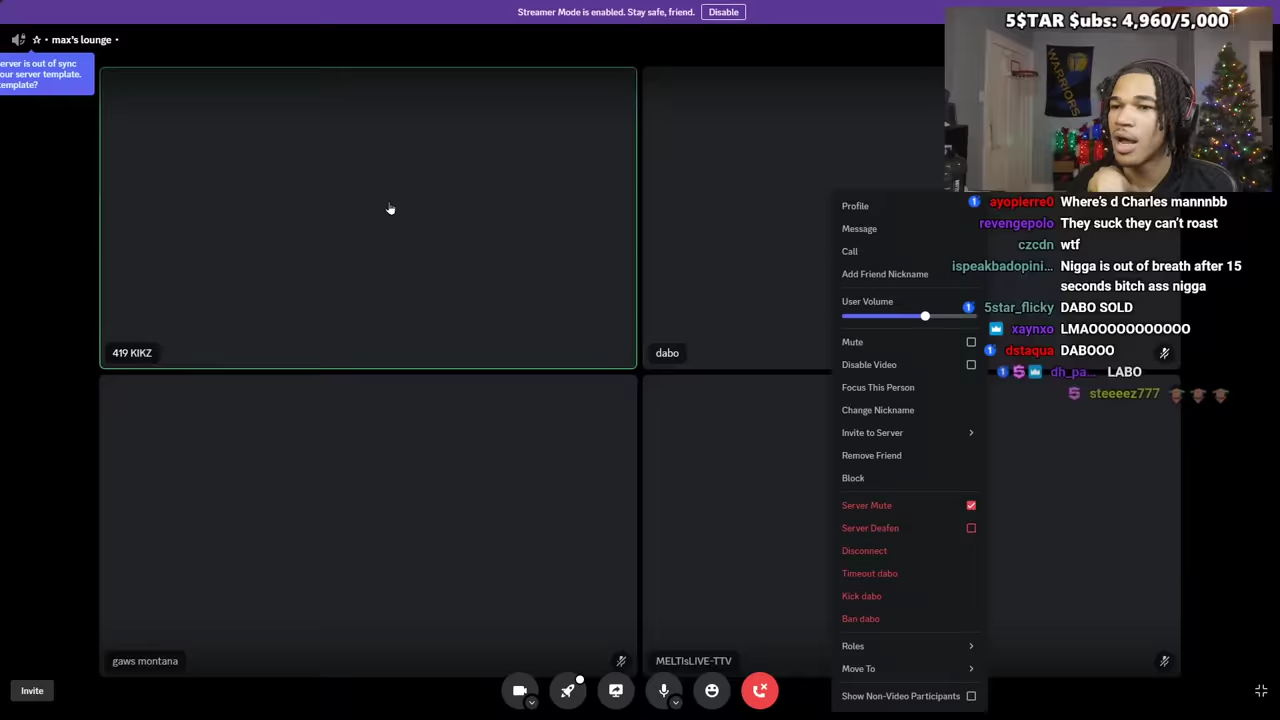 Streamer Mode is enabled. Stay safe, friend. Disable
5$TAR $ubs: 4,960/5,000
max's lounge
erver is out of sync
our server template.
emplate?
WARRIORS
419 KIKZ
dabo
gaws montana
MELTIsLIVE-TTV
Profile
Message
Call
Add Friend Nickname
User Volume
Mute
Disable Video
Focus This Person
Change Nickname
Invite to Server
Remove Friend
Block
Server Mute
Server Deafen
Disconnect
Timeout dabo
Kick dabo
Ban dabo
Roles
Move To
Show Non-Video Participants
ayopierre0 Where's d Charles mannnbb
revengepolo They suck they can't roast
czcdn wtf
ispeakbadopini... Nigga is out of breath after 15
seconds bitch ass nigga
5star_flicky DABO SOLD
xaynxo LMAOOOOOOOOOOO
dstaqua DABOOO
dh_pa... LABO
steeeez777
Invite